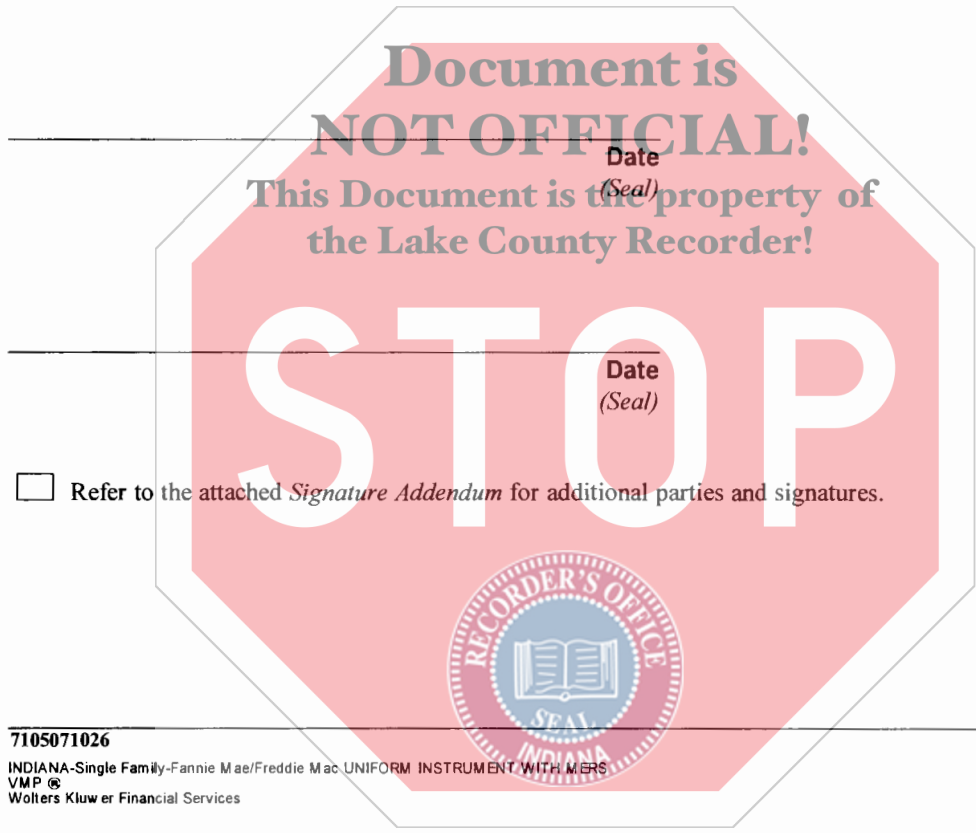 Document is
NOT OFFICIAL!
Date
This Document is the property of
(Seal)
the Lake County Recorder!
STOP
Date
(Seal)
Refer to the attached Signature Addendum for additional parties and signatures.
RECORDER'S OFFICE
SEAL
INDIANA
7105071026
INDIANA-Single Family-Fannie Mae/Freddie Mac UNIFORM INSTRUMENT WITH MERS
VMP ®
Wolters Kluwer Financial Services